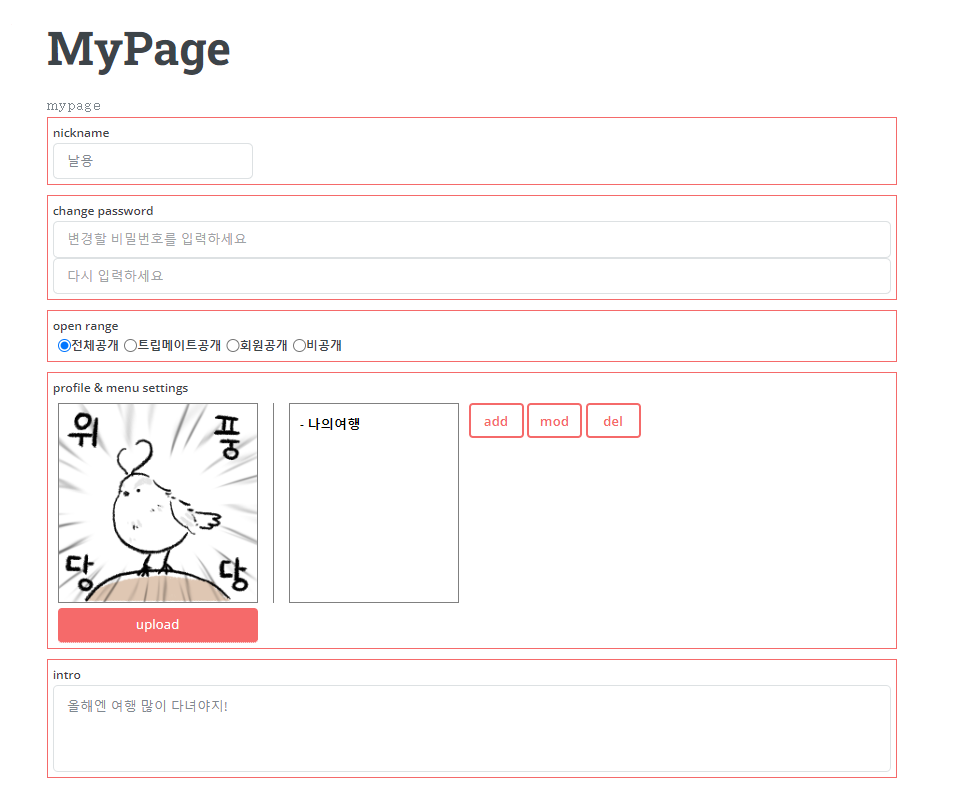 MyPage
mypage
nickname
날용
change password
변경할 비밀번호를 입력하세요
다시 입력하세요
open range
전체공개 트립메이트공개 회원공개 비공개
profile & menu settings
위 풍
당 당
- 나의여행
add mod del
upload
intro
올해엔 여행 많이 다녀야지!